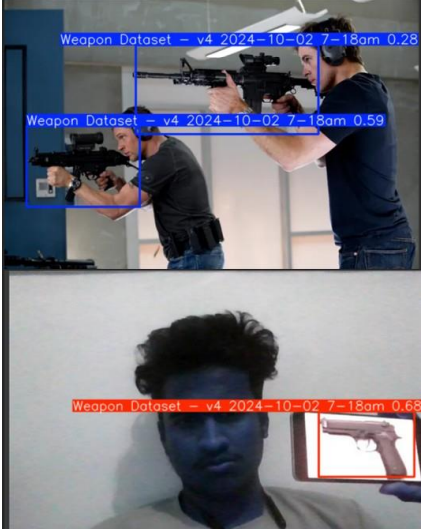 Weapon Dataset - v4 2024-10-02 7-18am 0.28
Weapon Dataset - v4 2024-10-02 7-18am 0.59
Weapon Dataset - v4 2024-10-02 7-18am 0.68